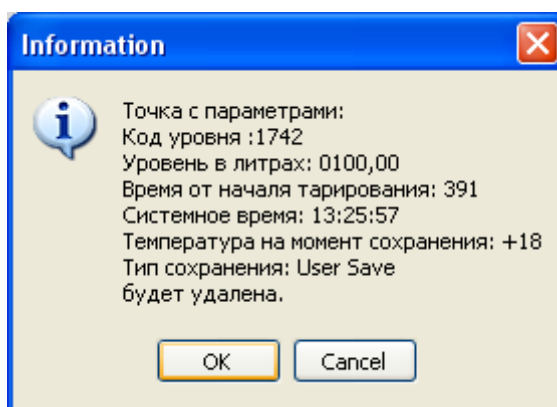 Information
Точка с параметрами:
Код уровня :1742
Уровень в литрах: 0100,00
Время от начала тарирования: 391
Системное время: 13:25:57
Температура на момент сохранения: +18
Тип сохранения: User Save
будет удалена.
OK
Cancel